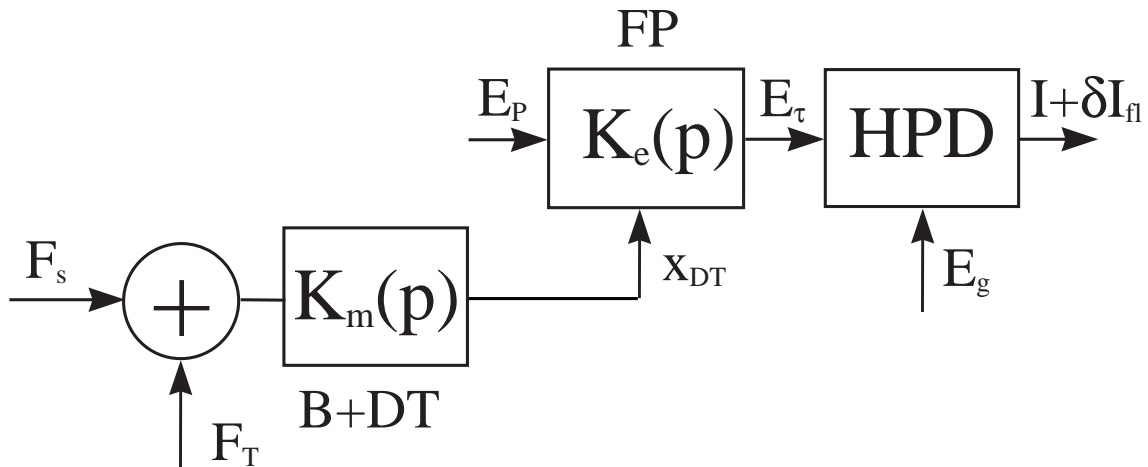 FP
E_P
K_e(p)
E_τ
HPD
I+δI_fl
F_s
+
K_m(p)
x_DT
E_g
B+DT
F_T